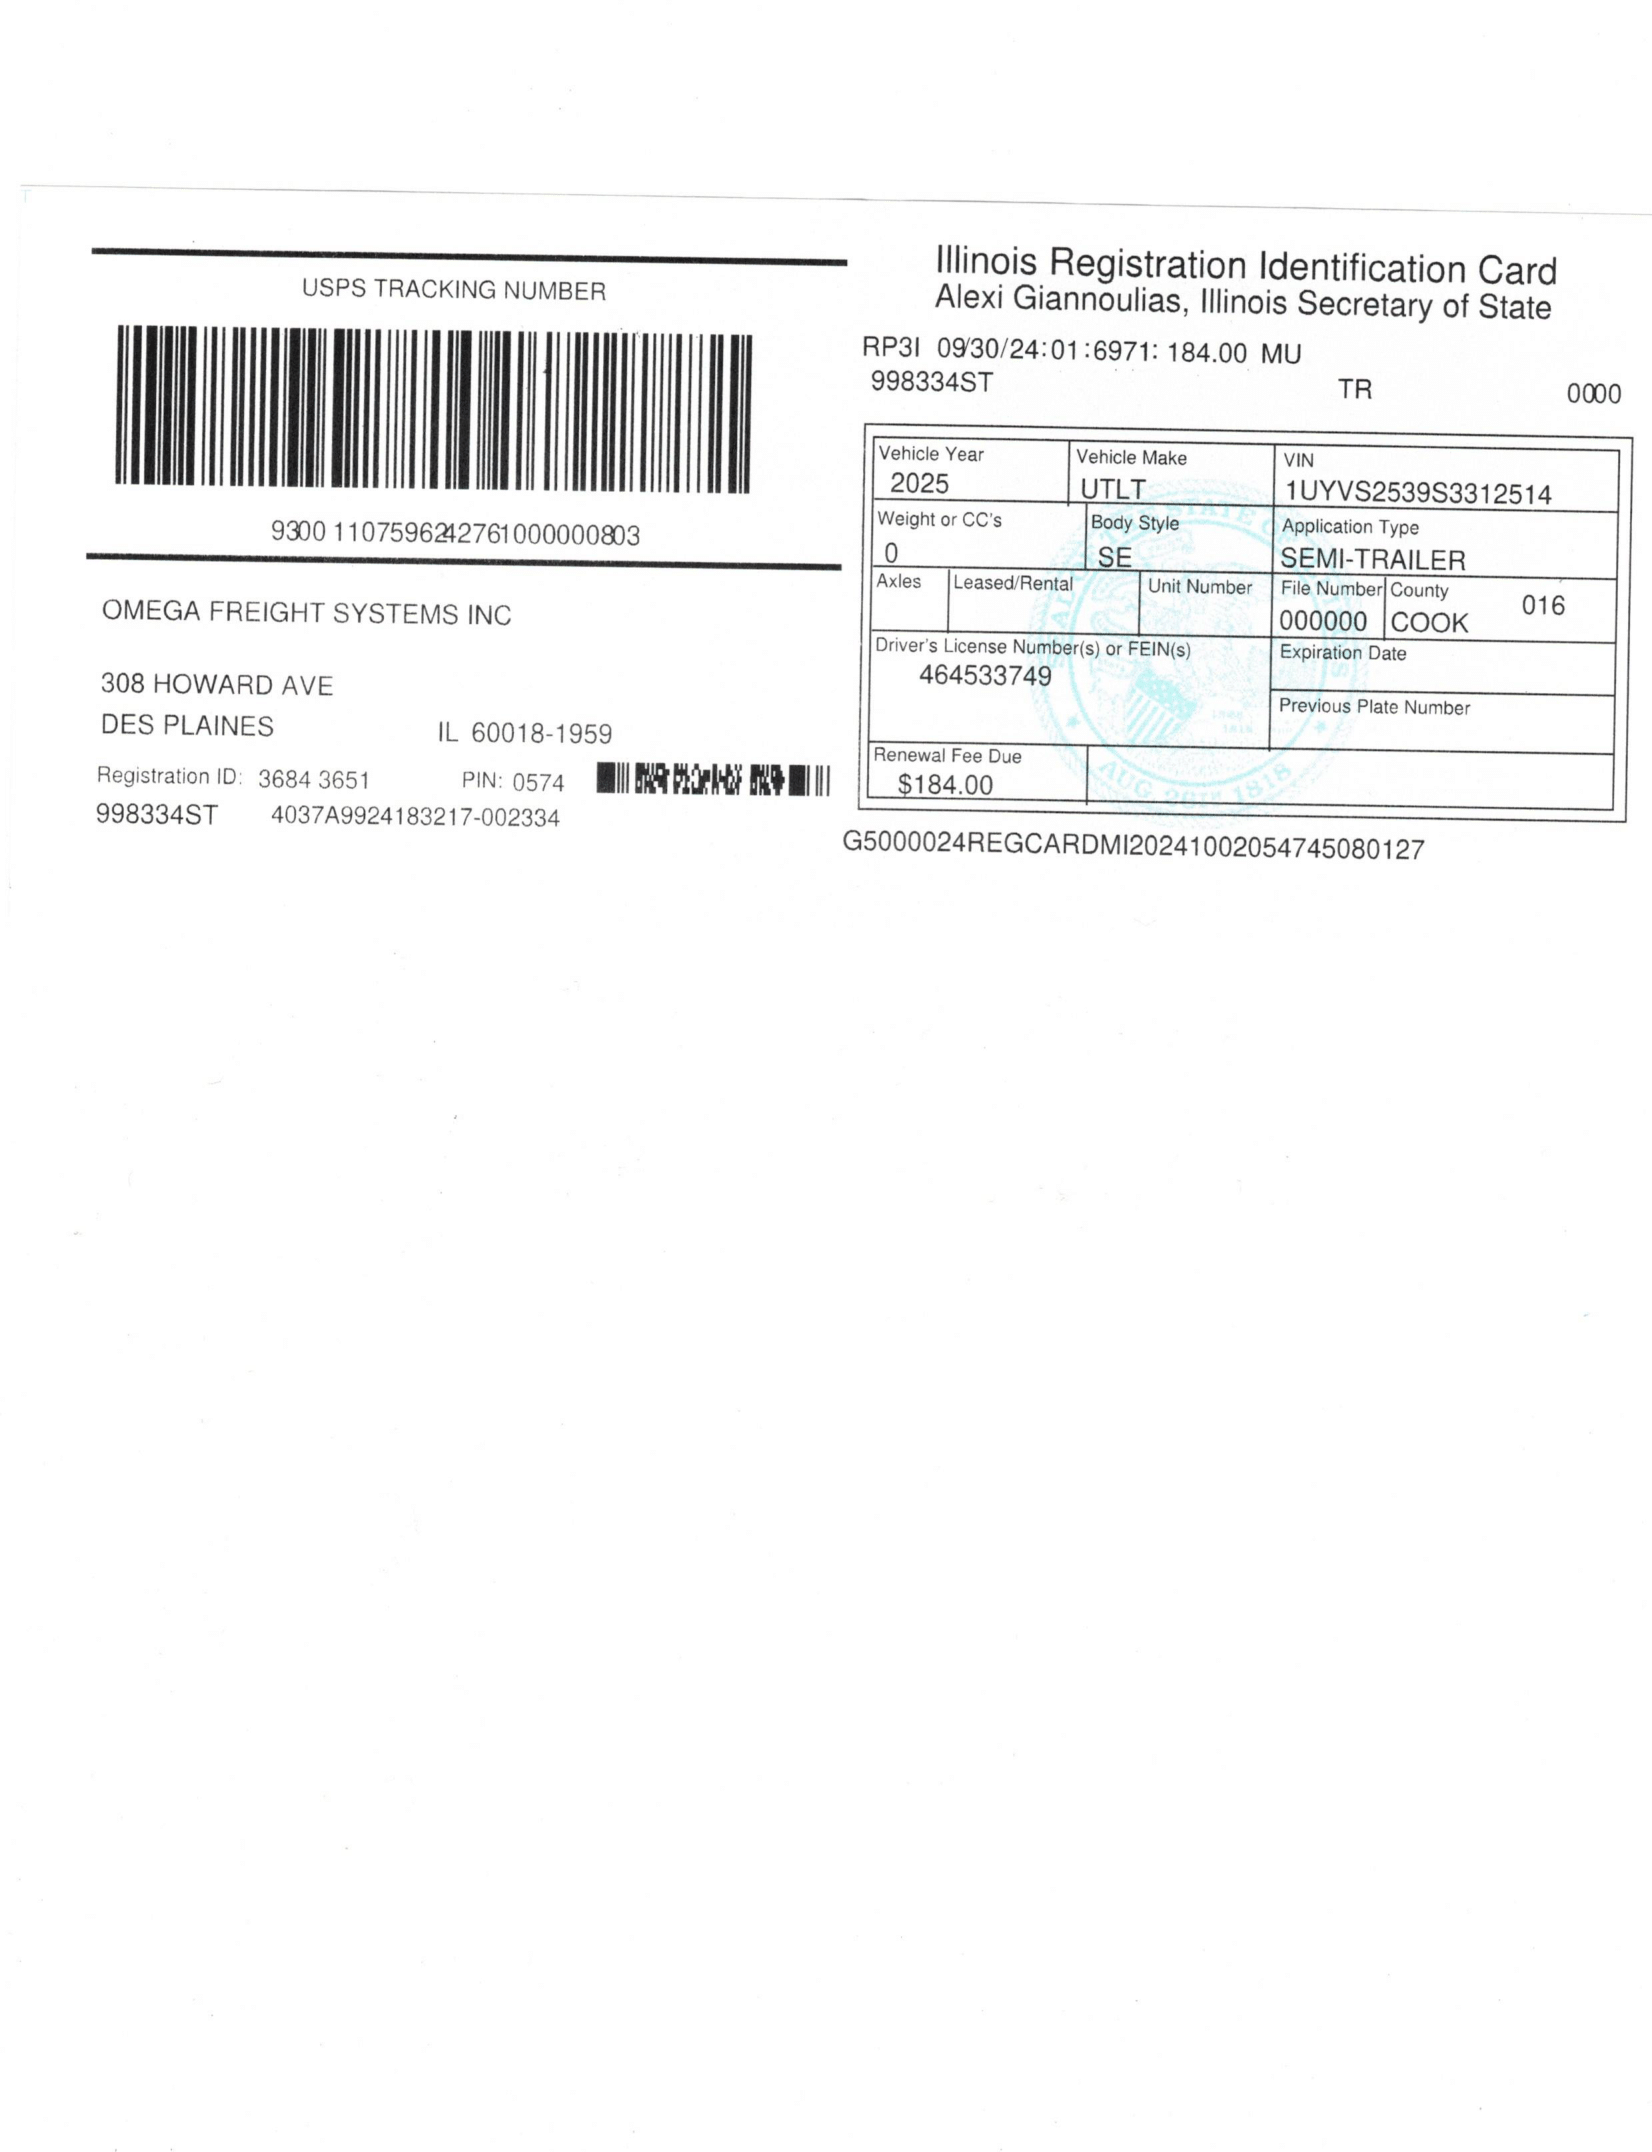 USPS TRACKING NUMBER
9300 1107596242761000000803
OMEGA FREIGHT SYSTEMS INC
308 HOWARD AVE
DES PLAINES IL 60018-1959
Registration ID: 3684 3651 PIN: 0574
998334ST 4037A9924183217-002334
Illinois Registration Identification Card
Alexi Giannoulias, Illinois Secretary of State
RP3I 09/30/24:01:6971: 184.00 MU
998334ST TR 0000
Vehicle Year Vehicle Make VIN
2025 UTLT 1UYVS2539S3312514
Weight or CC's Body Style Application Type
0 SE SEMI-TRAILER
Axles Leased/Rental Unit Number File Number County 016
000000 COOK
Driver's License Number(s) or FEIN(s) Expiration Date
464533749
Previous Plate Number
Renewal Fee Due
$184.00
AUG. 26TH 1818
G5000024REGCARDMI20241002054745080127